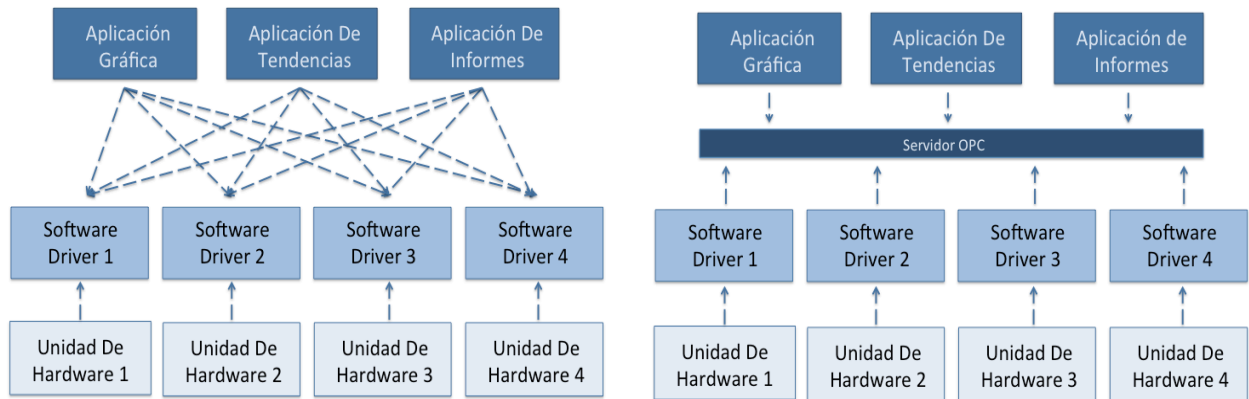 Aplicación
Gráfica
Aplicación De
Tendencias
Aplicación De
Informes
Software
Driver 1
Software
Driver 2
Software
Driver 3
Software
Driver 4
Unidad De
Hardware 1
Unidad De
Hardware 2
Unidad De
Hardware 3
Unidad De
Hardware 4
Aplicación
Gráfica
Aplicación De
Tendencias
Aplicación de
Informes
Servidor OPC
Software
Driver 1
Software
Driver 2
Software
Driver 3
Software
Driver 4
Unidad De
Hardware 1
Unidad De
Hardware 2
Unidad De
Hardware 3
Unidad De
Hardware 4